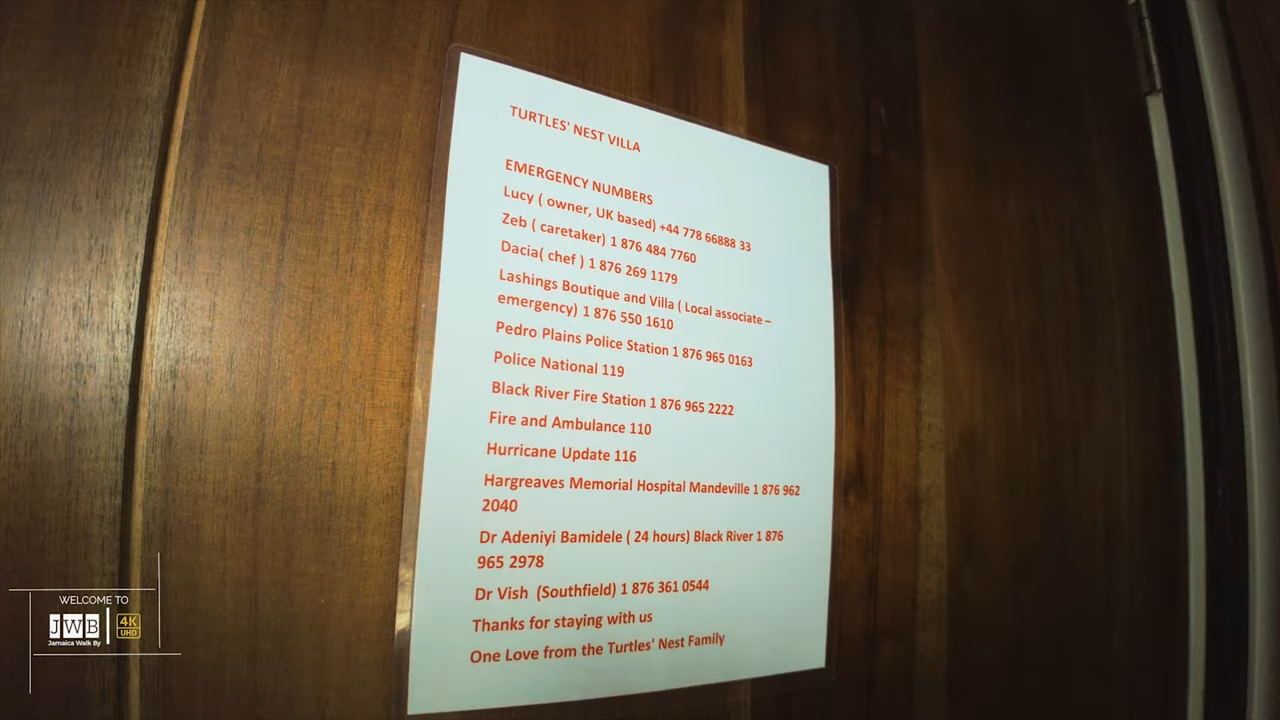 TURTLES' NEST VILLA
EMERGENCY NUMBERS
Lucy ( owner, UK based) +44 778 66888 33
Zeb ( caretaker) 1 876 484 7760
Dacia( chef ) 1 876 269 1179
Lashings Boutique and Villa ( Local associate –
emergency) 1 876 550 1610
Pedro Plains Police Station 1 876 965 0163
Police National 119
Black River Fire Station 1 876 965 2222
Fire and Ambulance 110
Hurricane Update 116
Hargreaves Memorial Hospital Mandeville 1 876 962
2040
Dr Adeniyi Bamidele ( 24 hours) Black River 1 876
965 2978
Dr Vish (Southfield) 1 876 361 0544
Thanks for staying with us
One Love from the Turtles' Nest Family
WELCOME TO
JWB
Jamaica Walk By
4K
UHD